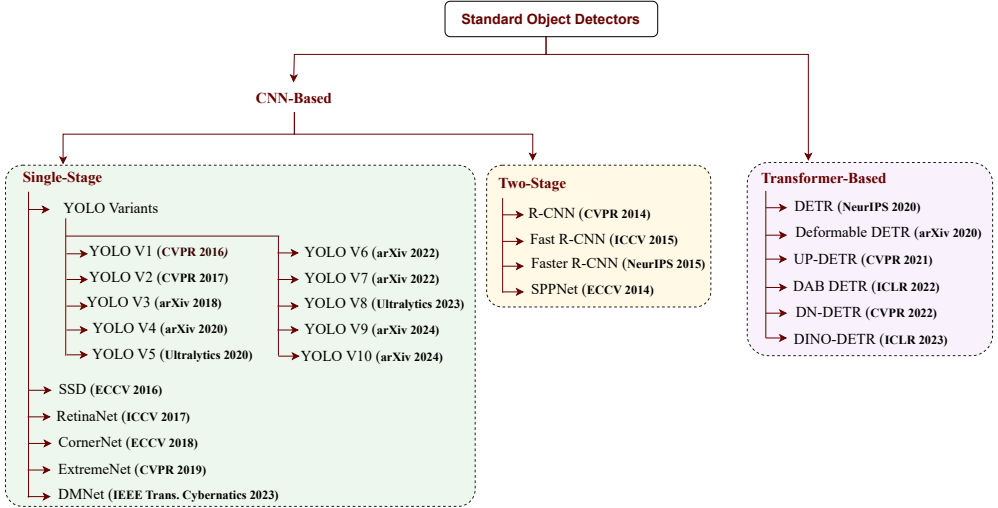 Standard Object Detectors
CNN-Based
Single-Stage
YOLO Variants
YOLO V1 (CVPR 2016)
YOLO V2 (CVPR 2017)
YOLO V3 (arXiv 2018)
YOLO V4 (arXiv 2020)
YOLO V5 (Ultralytics 2020)
YOLO V6 (arXiv 2022)
YOLO V7 (arXiv 2022)
YOLO V8 (Ultralytics 2023)
YOLO V9 (arXiv 2024)
YOLO V10 (arXiv 2024)
SSD (ECCV 2016)
RetinaNet (ICCV 2017)
CornerNet (ECCV 2018)
ExtremeNet (CVPR 2019)
DMNet (IEEE Trans. Cybernatics 2023)
Two-Stage
R-CNN (CVPR 2014)
Fast R-CNN (ICCV 2015)
Faster R-CNN (NeurIPS 2015)
SPPNet (ECCV 2014)
Transformer-Based
DETR (NeurIPS 2020)
Deformable DETR (arXiv 2020)
UP-DETR (CVPR 2021)
DAB DETR (ICLR 2022)
DN-DETR (CVPR 2022)
DINO-DETR (ICLR 2023)